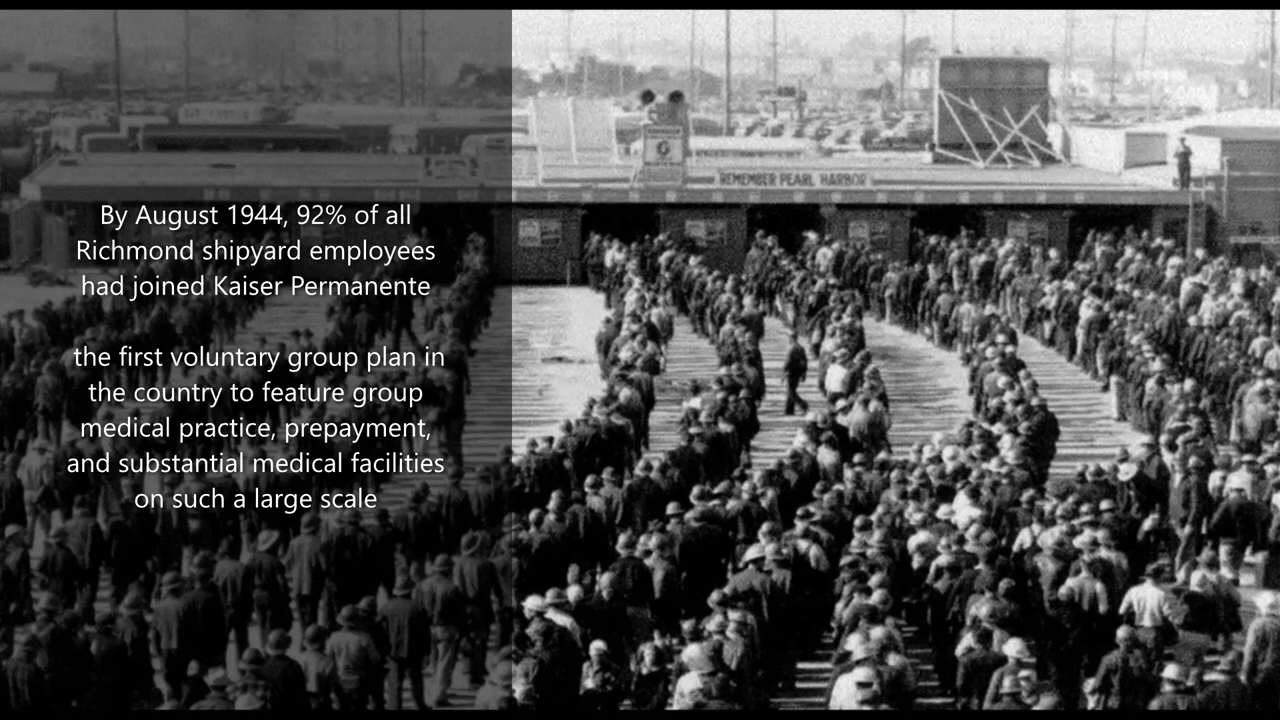 By August 1944, 92% of all
Richmond shipyard employees
had joined Kaiser Permanente
the first voluntary group plan in
the country to feature group
medical practice, prepayment,
and substantial medical facilities
on such a large scale
REMEMBER PEARL HARBOR